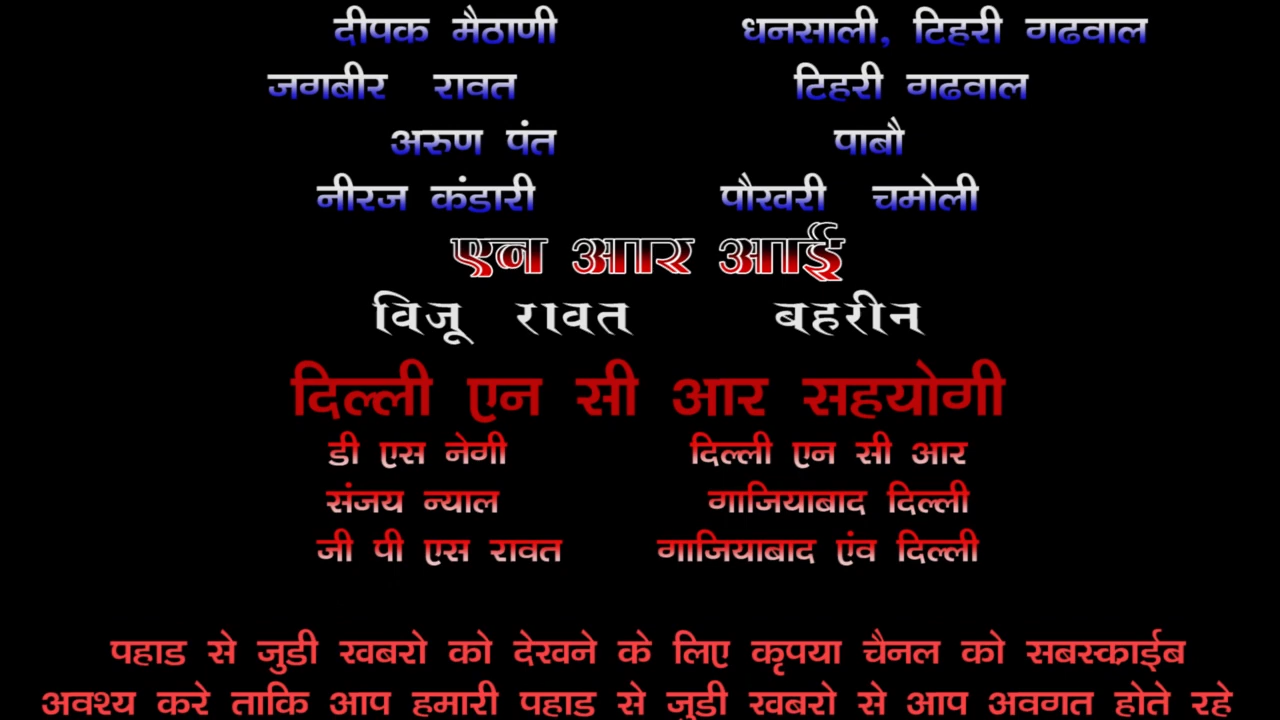 दीपक मैठाणी धनसाली, टिहरी गढवाल
जगबीर रावत टिहरी गढवाल
अरुण पंत पाबौ
नीरज कंडारी पौखरी चमोली
एन आर आई
विजू रावत बहरीन
दिल्ली एन सी आर सहयोगी
डी एस नेगी दिल्ली एन सी आर
संजय न्याल गाजियाबाद दिल्ली
जी पी एस रावत गाजियाबाद एंव दिल्ली
पहाड से जुडी खबरो को देखने के लिए कृपया चैनल को सबस्क्राईब
अवश्य करे ताकि आप हमारी पहाड से जुडी खबरो से आप अवगत होते रहे